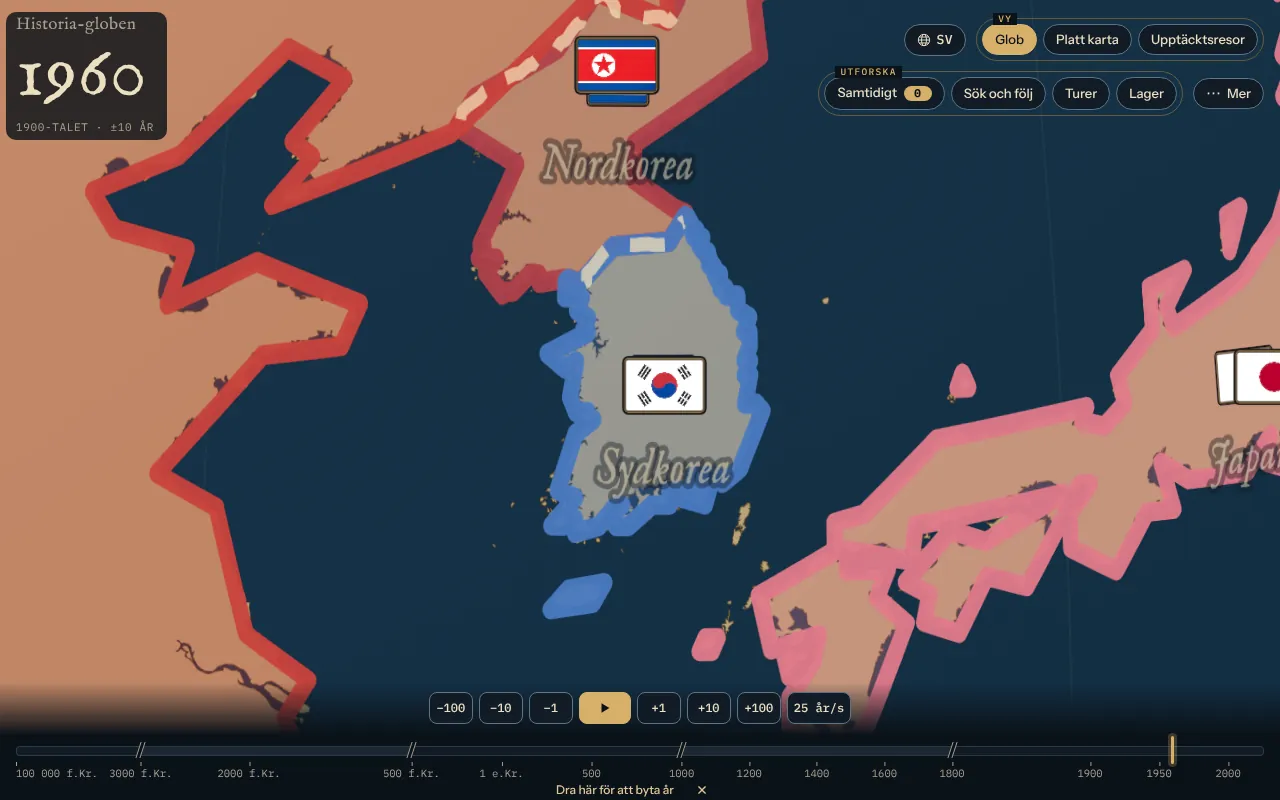 Historia-globen
1960
1900-TALET · ±10 ÅR
SV
VY
Glob
Platt karta
Upptäcktsresor
UTFORSKA
Samtidigt 0
Sök och följ
Turer
Lager
··· Mer
Nordkorea
Sydkorea
−100
−10
−1
+1
+10
+100
25 år/s
100 000 f.Kr.
3000 f.Kr.
2000 f.Kr.
500 f.Kr.
1 e.Kr.
500
1000
1200
1400
1600
1800
1900
1950
2000
Dra här för att byta år ✕